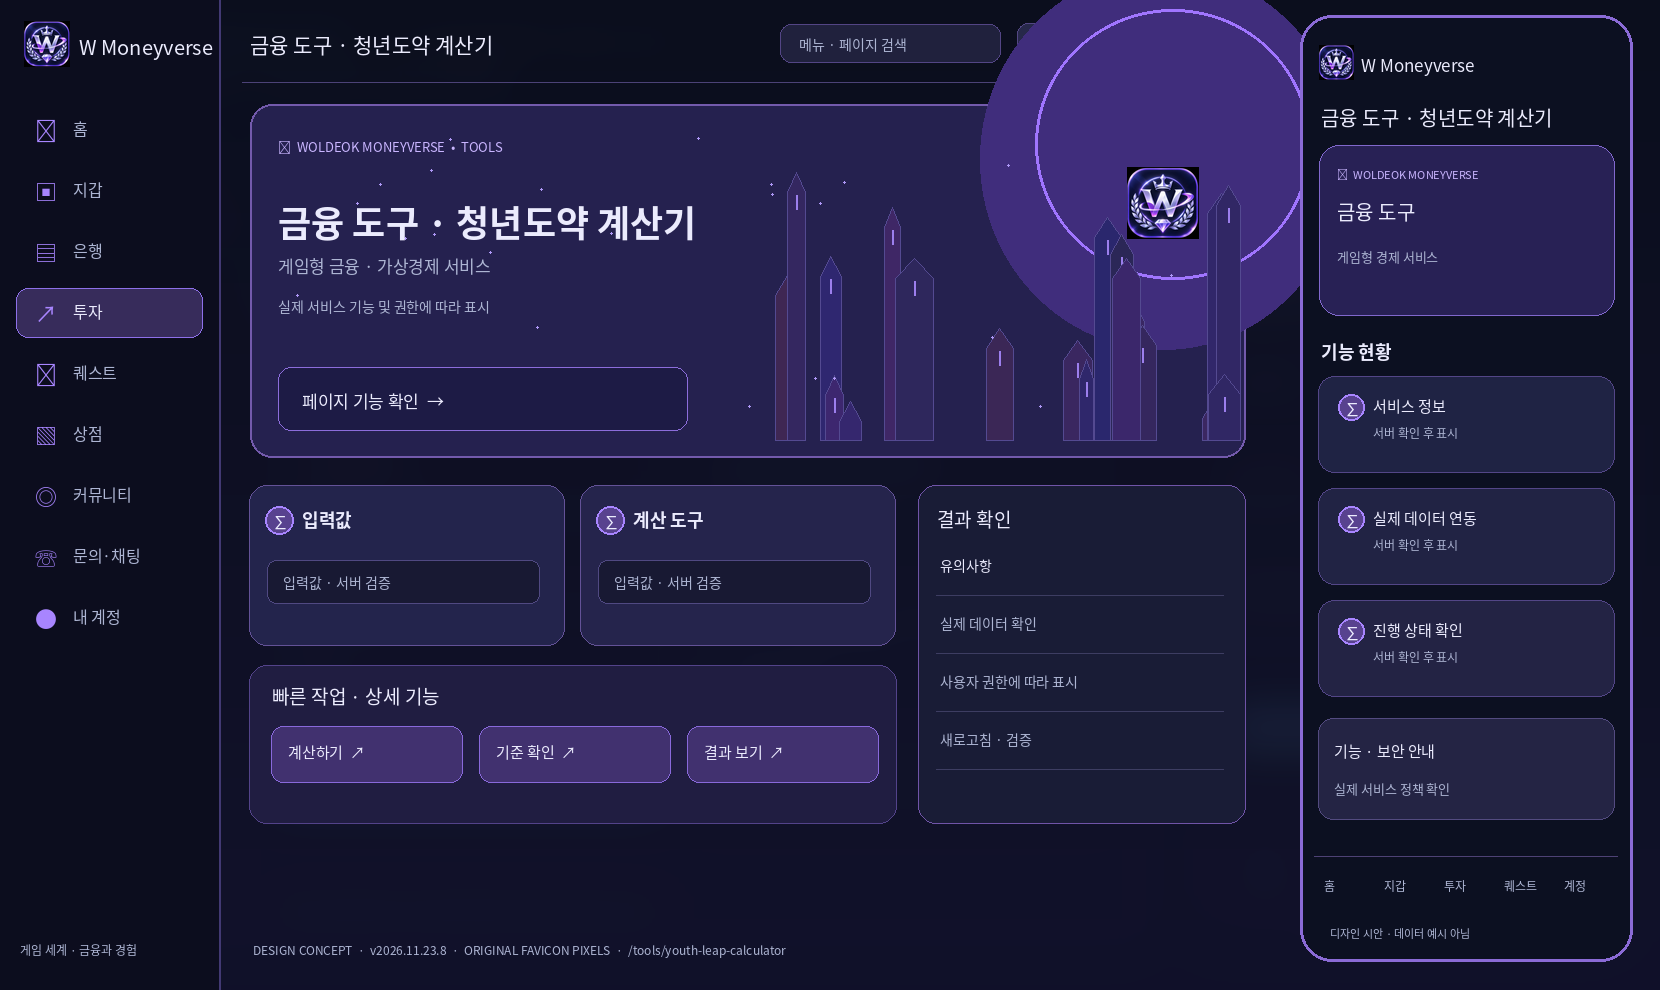 W Moneyverse
홈
지갑
은행
투자
퀘스트
상점
커뮤니티
문의·채팅
내 계정
게임 세계 · 금융과 경험
금융 도구 · 청년도약 계산기
메뉴 · 페이지 검색
WOLDEOK MONEYVERSE • TOOLS
금융 도구 · 청년도약 계산기
게임형 금융 · 가상경제 서비스
실제 서비스 기능 및 권한에 따라 표시
페이지 기능 확인 →
∑ 입력값
입력값 · 서버 검증
∑ 계산 도구
입력값 · 서버 검증
결과 확인
유의사항
실제 데이터 확인
사용자 권한에 따라 표시
새로고침 · 검증
빠른 작업 · 상세 기능
계산하기 ↗
기준 확인 ↗
결과 보기 ↗
DESIGN CONCEPT · v2026.11.23.8 · ORIGINAL FAVICON PIXELS · /tools/youth-leap-calculator
W Moneyverse
금융 도구 · 청년도약 계산기
WOLDEOK MONEYVERSE
금융 도구
게임형 경제 서비스
기능 현황
∑ 서비스 정보
서버 확인 후 표시
∑ 실제 데이터 연동
서버 확인 후 표시
∑ 진행 상태 확인
서버 확인 후 표시
기능 · 보안 안내
실제 서비스 정책 확인
홈 지갑 투자 퀘스트 계정
디자인 시안 · 데이터 예시 아님